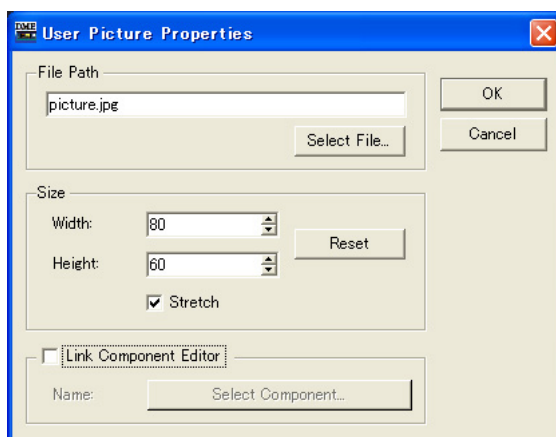 DME
User Picture Properties
File Path
picture.jpg
Select File...
OK
Cancel
Size
Width:
80
Height:
60
Reset
Stretch
Link Component Editor
Name:
Select Component...